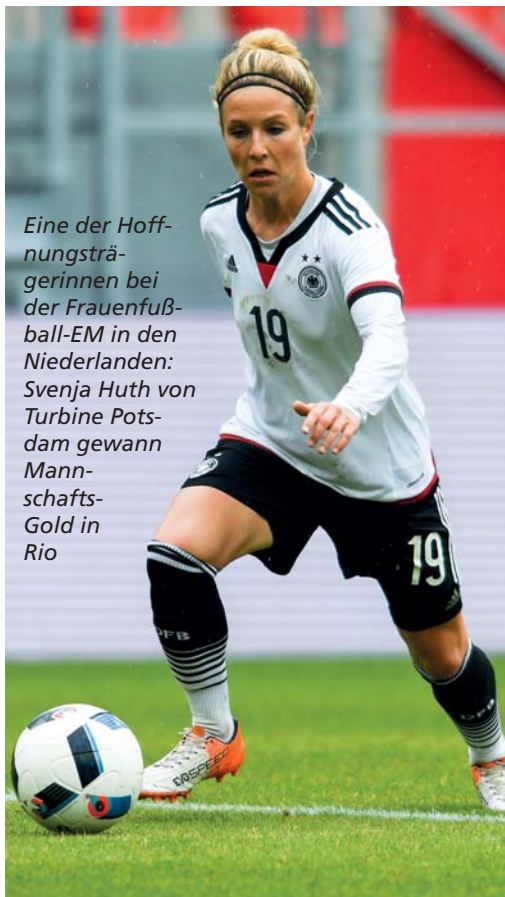 Eine der Hoff-
nungsträ-
gerinnen bei
der Frauenfuß-
ball-EM in den
Niederlanden:
Svenja Huth von
Turbine Pots-
dam gewann
Mann-
schafts-
Gold in
Rio
19
19
DFB
DFB
SPEED